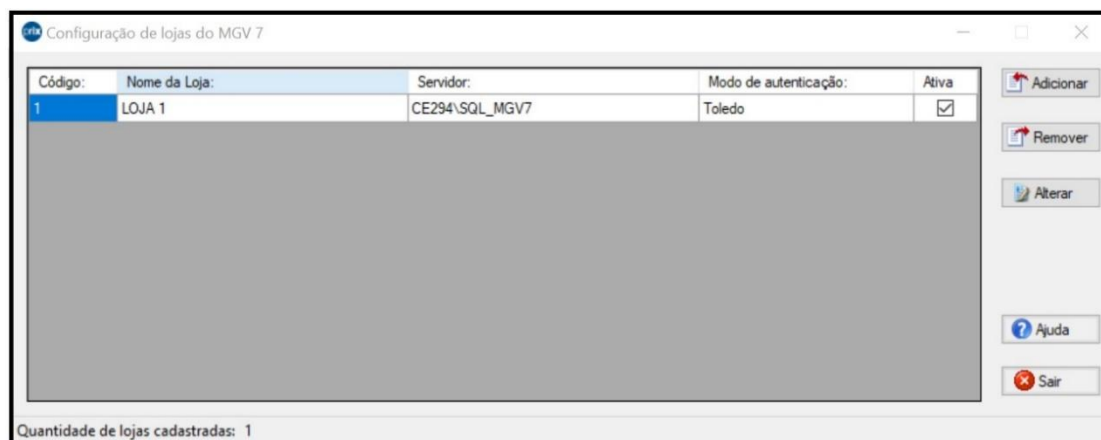 prix Configuração de lojas do MGV 7
Código: Nome da Loja: Servidor: Modo de autenticação: Ativa
1 LOJA 1 CE294\SQL_MGV7 Toledo
Adicionar
Remover
Alterar
Ajuda
Sair
Quantidade de lojas cadastradas: 1